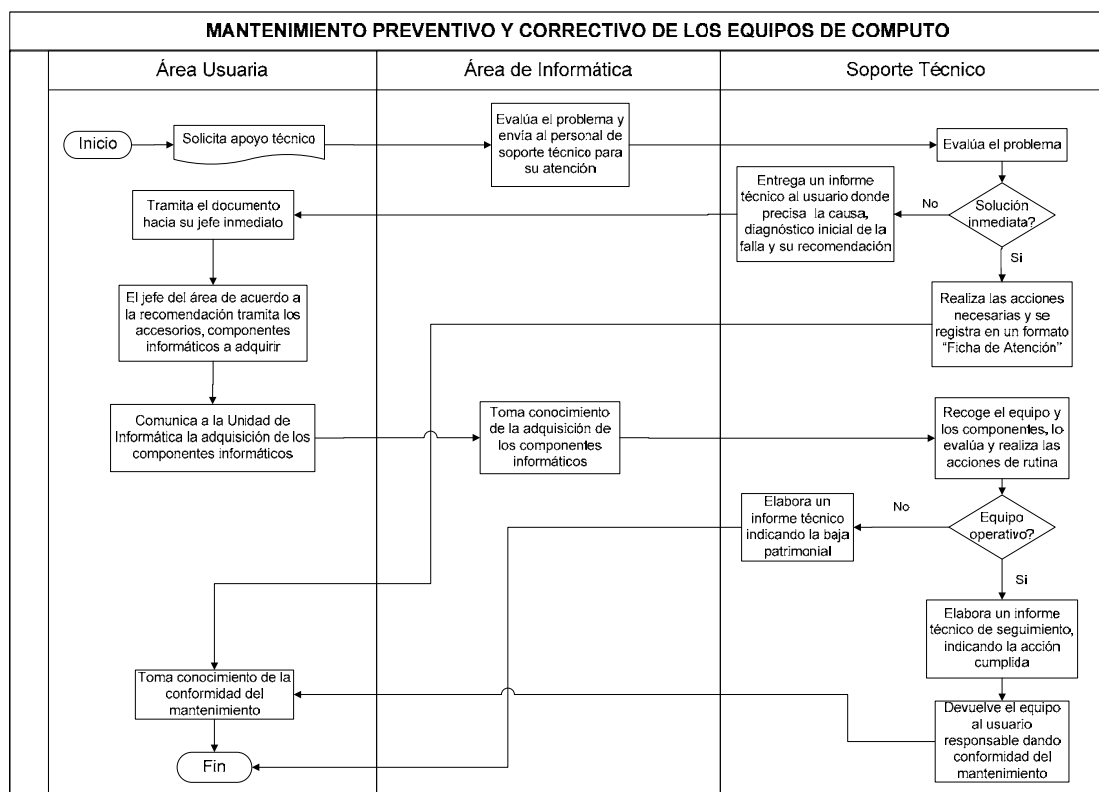 MANTENIMIENTO PREVENTIVO Y CORRECTIVO DE LOS EQUIPOS DE COMPUTO
Área Usuaria
Área de Informática
Soporte Técnico
Inicio
Solicita apoyo técnico
Evalúa el problema y
envía al personal de
soporte técnico para
su atención
Evalúa el problema
Solución
inmediata?
No
Si
Entrega un informe
técnico al usuario donde
precisa la causa,
diagnóstico inicial de la
falla y su recomendación
Tramita el documento
hacia su jefe inmediato
El jefe del área de acuerdo a
la recomendación tramita los
accesorios, componentes
informáticos a adquirir
Realiza las acciones
necesarias y se
registra en un formato
“Ficha de Atención”
Comunica a la Unidad de
Informática la adquisición de los
componentes informáticos
Toma conocimiento
de la adquisición de
los componentes
informáticos
Recoge el equipo y
los componentes, lo
evalúa y realiza las
acciones de rutina
Equipo
operativo?
No
Si
Elabora un
informe técnico
indicando la baja
patrimonial
Elabora un informe
técnico de seguimiento,
indicando la acción
cumplida
Toma conocimiento de la
conformidad del
mantenimiento
Devuelve el equipo
al usuario
responsable dando
conformidad del
mantenimiento
Fin